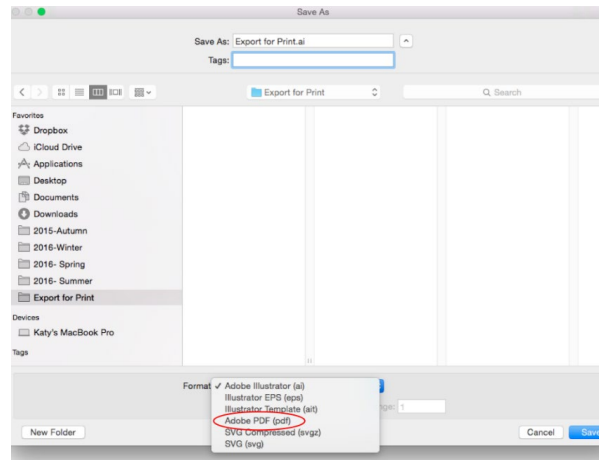 Save As
Save As: Export for Print.ai
Tags:
Export for Print
Search
Favorites
Dropbox
iCloud Drive
Applications
Desktop
Documents
Downloads
2015-Autumn
2016-Winter
2016- Spring
2016- Summer
Export for Print
Devices
Katy's MacBook Pro
Tags
Format ✓ Adobe Illustrator (ai)
Illustrator EPS (eps)
Illustrator Template (ait)
nge: 1
Adobe PDF (pdf)
SVG Compressed (svgz)
SVG (svg)
New Folder
Cancel
Save